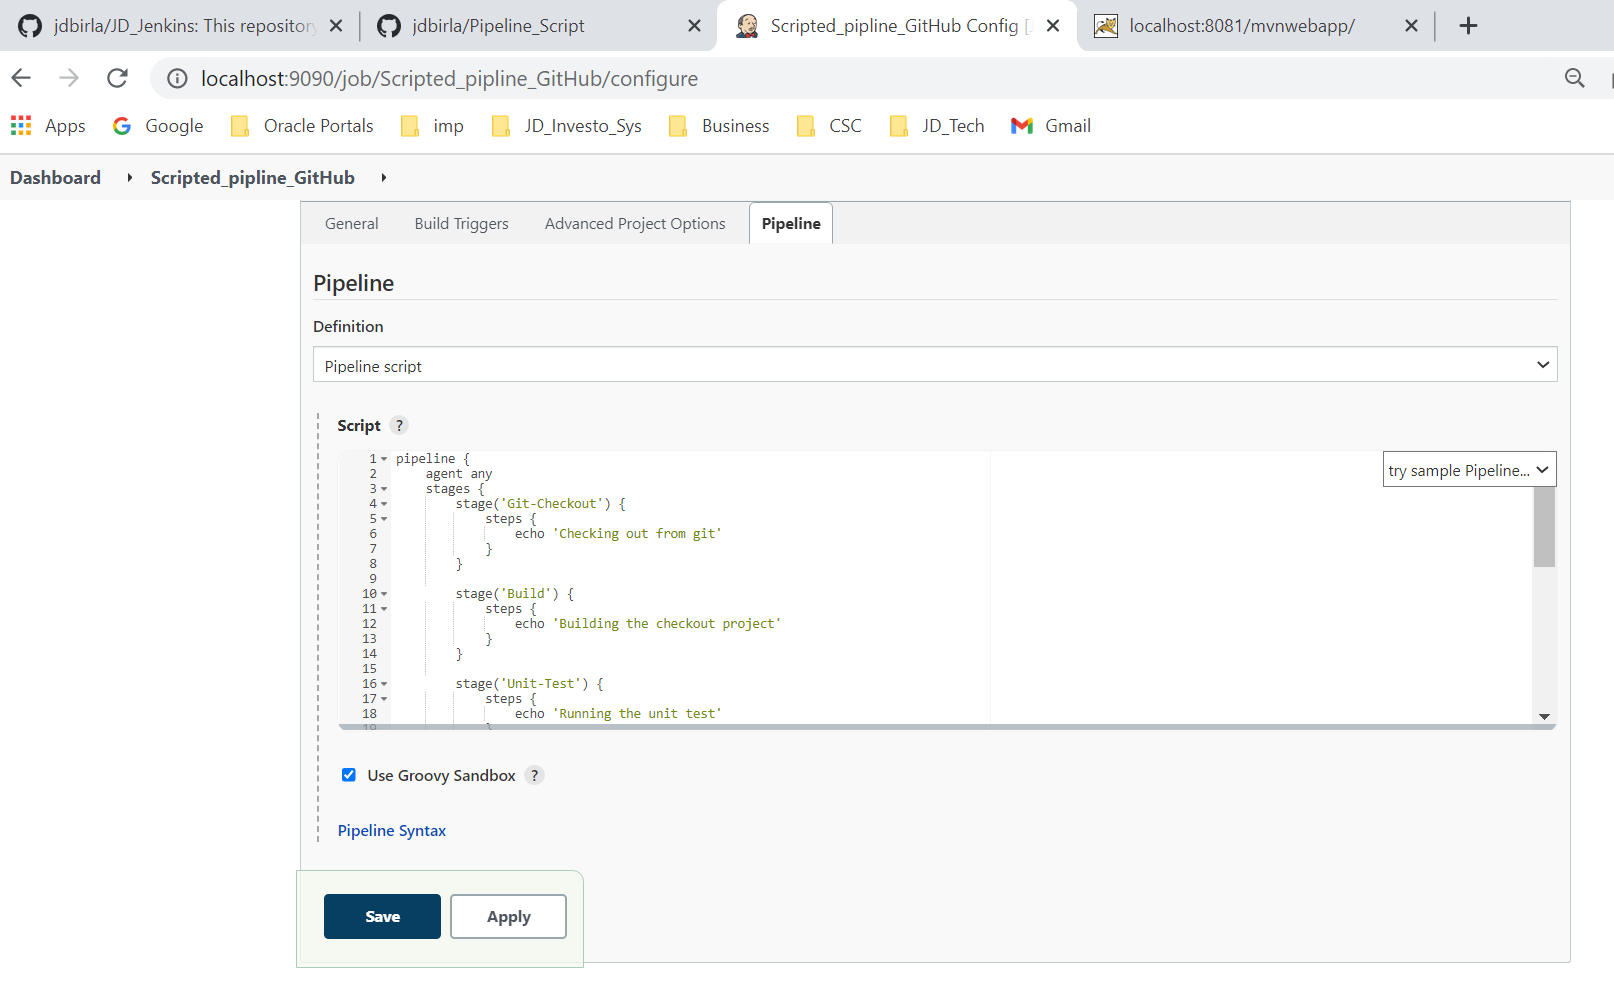 jdbirla/JD_Jenkins: This repository
jdbirla/Pipeline_Script
Scripted_pipline_GitHub Config [
localhost:8081/mvnwebapp/
localhost:9090/job/Scripted_pipline_GitHub/configure
Apps Google Oracle Portals imp JD_Investo_Sys Business CSC JD_Tech Gmail
Dashboard Scripted_pipline_GitHub
General Build Triggers Advanced Project Options Pipeline
Pipeline
Definition
Pipeline script
Script ?
try sample Pipeline...
1 pipeline {
2 agent any
3 stages {
4 stage('Git-Checkout') {
5 steps {
6 echo 'Checking out from git'
7 }
8 }
9
10 stage('Build') {
11 steps {
12 echo 'Building the checkout project'
13 }
14 }
15
16 stage('Unit-Test') {
17 steps {
18 echo 'Running the unit test'
19 }
Use Groovy Sandbox ?
Pipeline Syntax
Save Apply